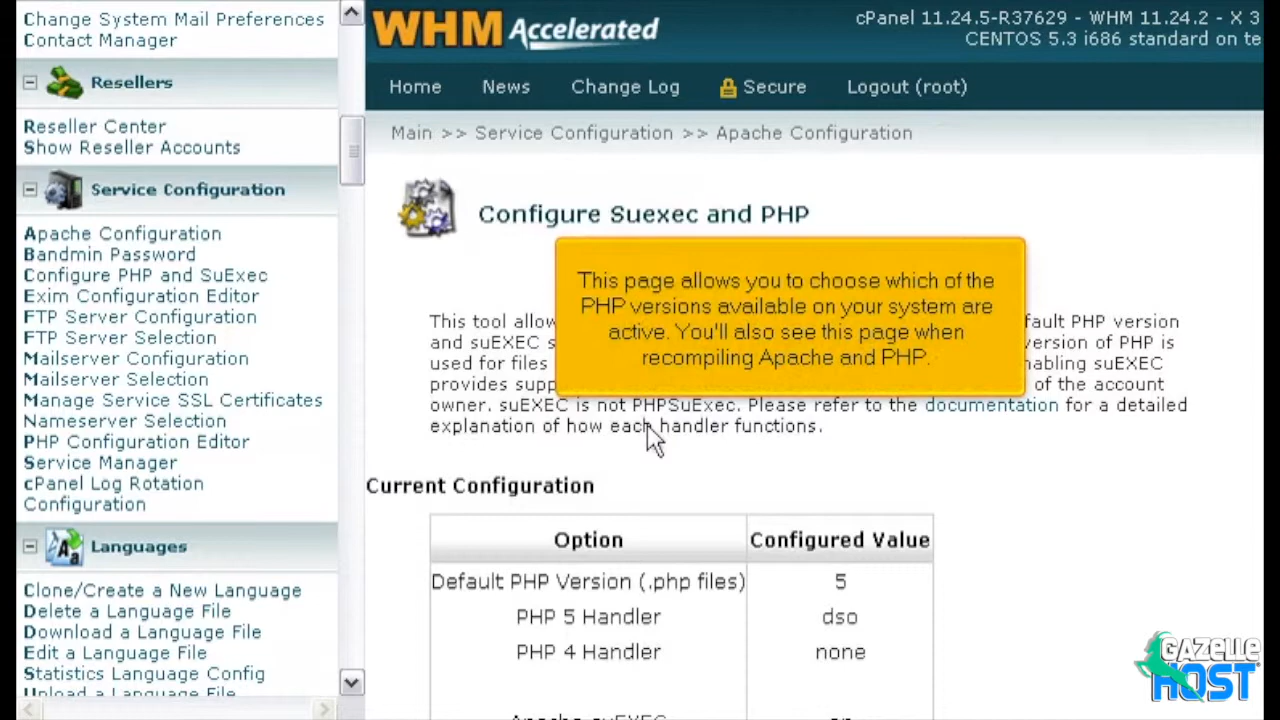 Change System Mail Preferences
Contact Manager
Resellers
Reseller Center
Show Reseller Accounts
Service Configuration
Apache Configuration
Bandmin Password
Configure PHP and SuExec
Exim Configuration Editor
FTP Server Configuration
FTP Server Selection
Mailserver Configuration
Mailserver Selection
Manage Service SSL Certificates
Nameserver Selection
PHP Configuration Editor
Service Manager
cPanel Log Rotation
Configuration
Languages
Clone/Create a New Language
Delete a Language File
Download a Language File
Edit a Language File
Statistics Language Config
Upload a Language File
WHM Accelerated
cPanel 11.24.5-R37629 - WHM 11.24.2 - X 3
CENTOS 5.3 i686 standard on te
Home News Change Log Secure Logout (root)
Main >> Service Configuration >> Apache Configuration
Configure Suexec and PHP
This page allows you to choose which of the
PHP versions available on your system are
active. You'll also see this page when
recompiling Apache and PHP.
This tool allow fault PHP version
and suEXEC s version of PHP is
used for files nabling suEXEC
provides supp of the account
owner. suEXEC is not PHPSuExec. Please refer to the documentation for a detailed
explanation of how each handler functions.
Current Configuration
Option Configured Value
Default PHP Version (.php files) 5
PHP 5 Handler dso
PHP 4 Handler none
Apache suEXEC on
GAZELLE
HOST